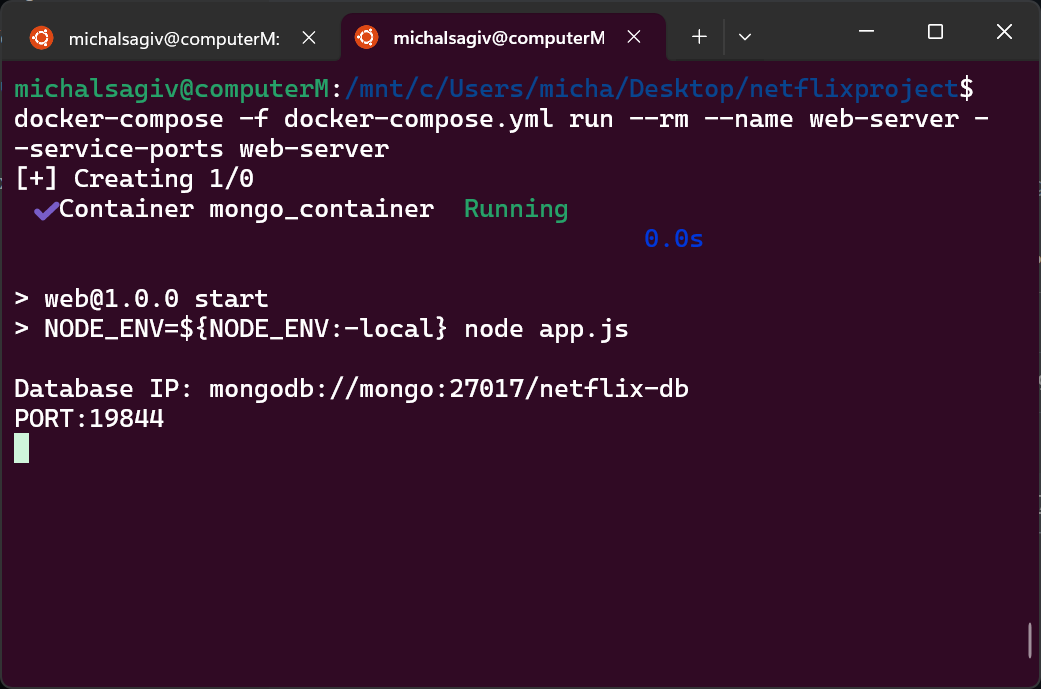 michalsagiv@computerM:
michalsagiv@computerM
michalsagiv@computerM:/mnt/c/Users/micha/Desktop/netflixproject$
docker-compose -f docker-compose.yml run --rm --name web-server -
-service-ports web-server
[+] Creating 1/0
✔Container mongo_container  Running
0.0s
> web@1.0.0 start
> NODE_ENV=${NODE_ENV:-local} node app.js
Database IP: mongodb://mongo:27017/netflix-db
PORT:19844